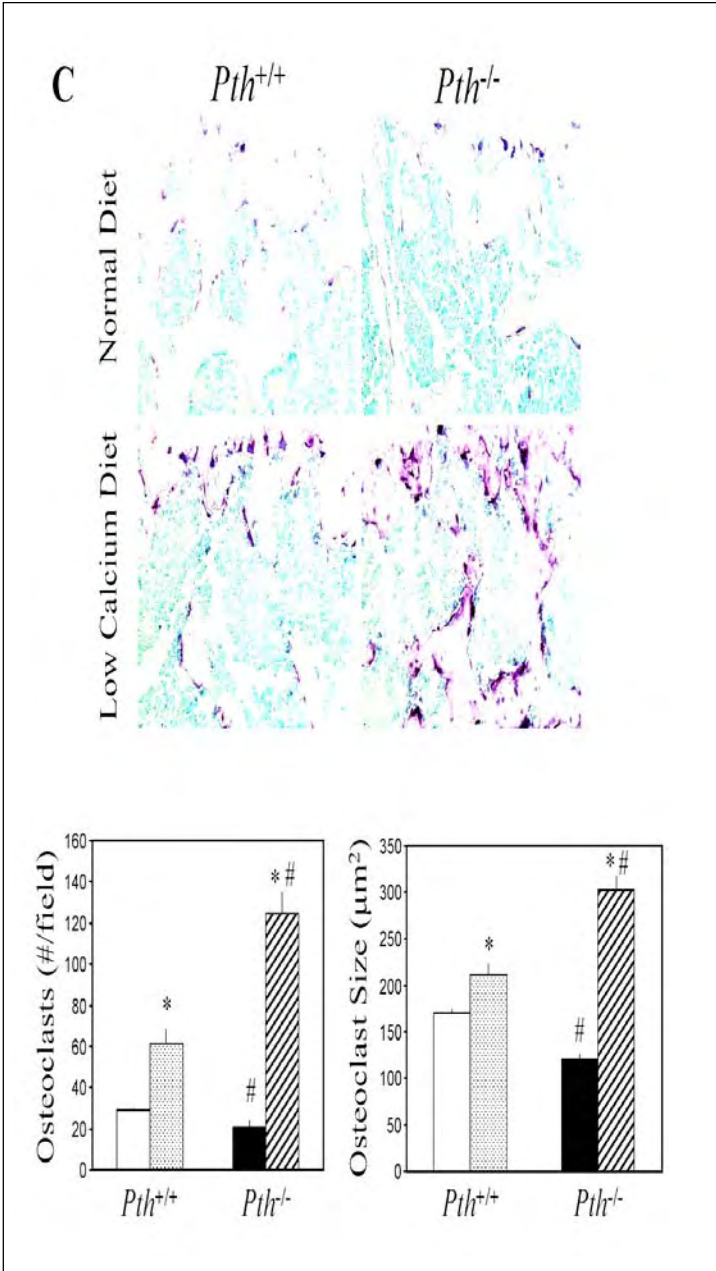 C
Pth+/+ Pth-/-
Normal Diet
Low Calcium Diet
Osteoclasts (#/field)
160
140
120
100
80
60
40
20
0
*
#
*#
Pth+/+ Pth-/-
Osteoclast Size (µm²)
350
300
250
200
150
100
50
0
*
#
*#
Pth+/+ Pth-/-